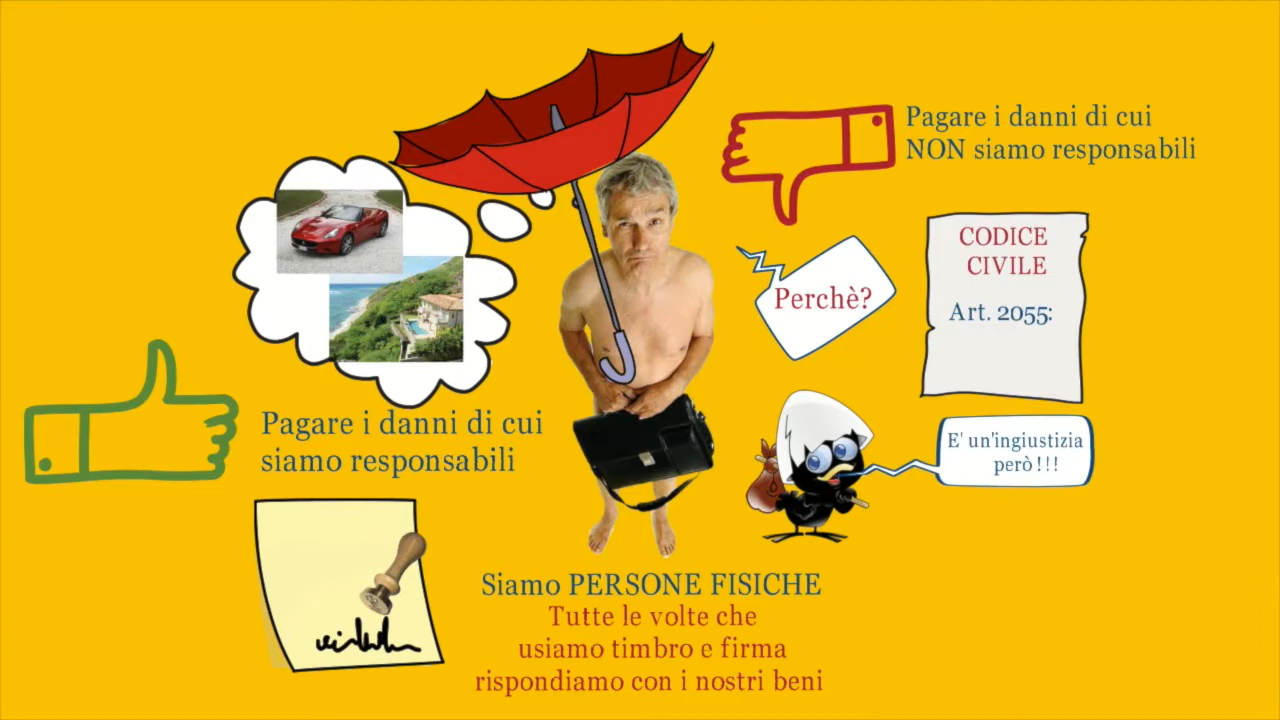 Pagare i danni di cui
NON siamo responsabili
Perchè?
CODICE
CIVILE
Art. 2055:
Pagare i danni di cui
siamo responsabili
E' un'ingiustizia
però !!!
Siamo PERSONE FISICHE
Tutte le volte che
usiamo timbro e firma
rispondiamo con i nostri beni